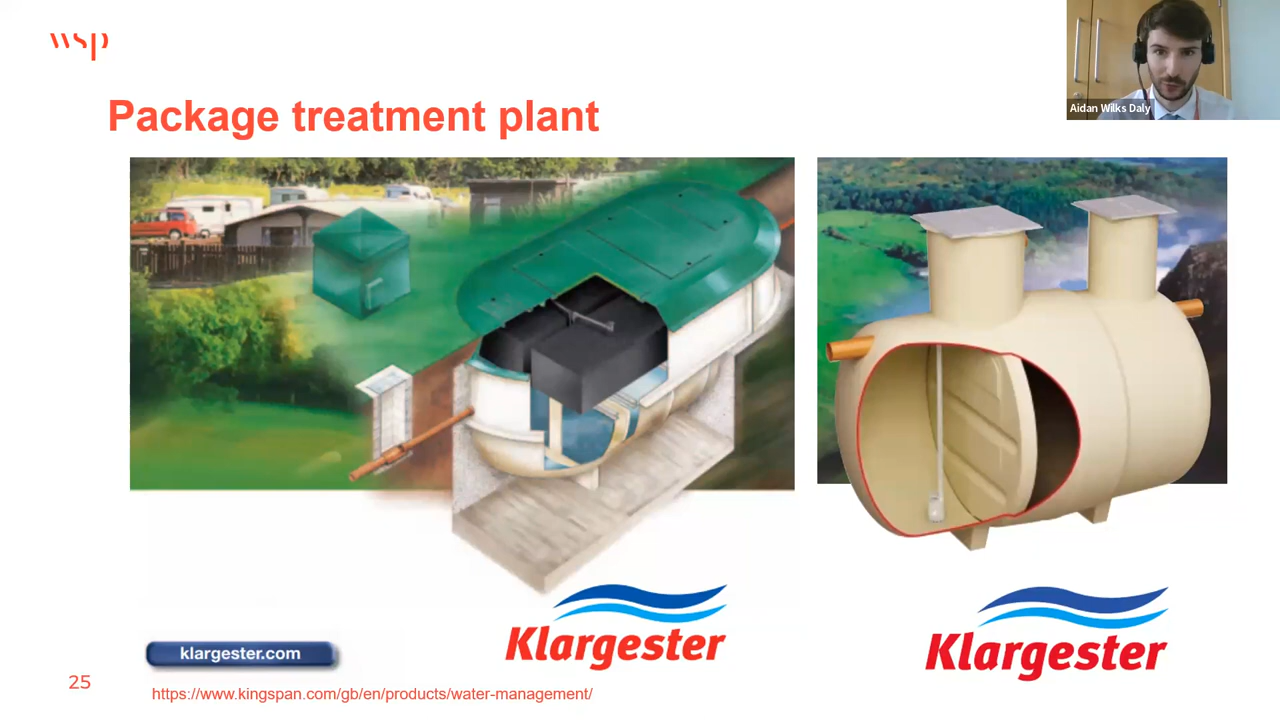 wsp
Aidan Wilks Daly
Package treatment plant
Klargester
Klargester
klargester.com
25
https://www.kingspan.com/gb/en/products/water-management/